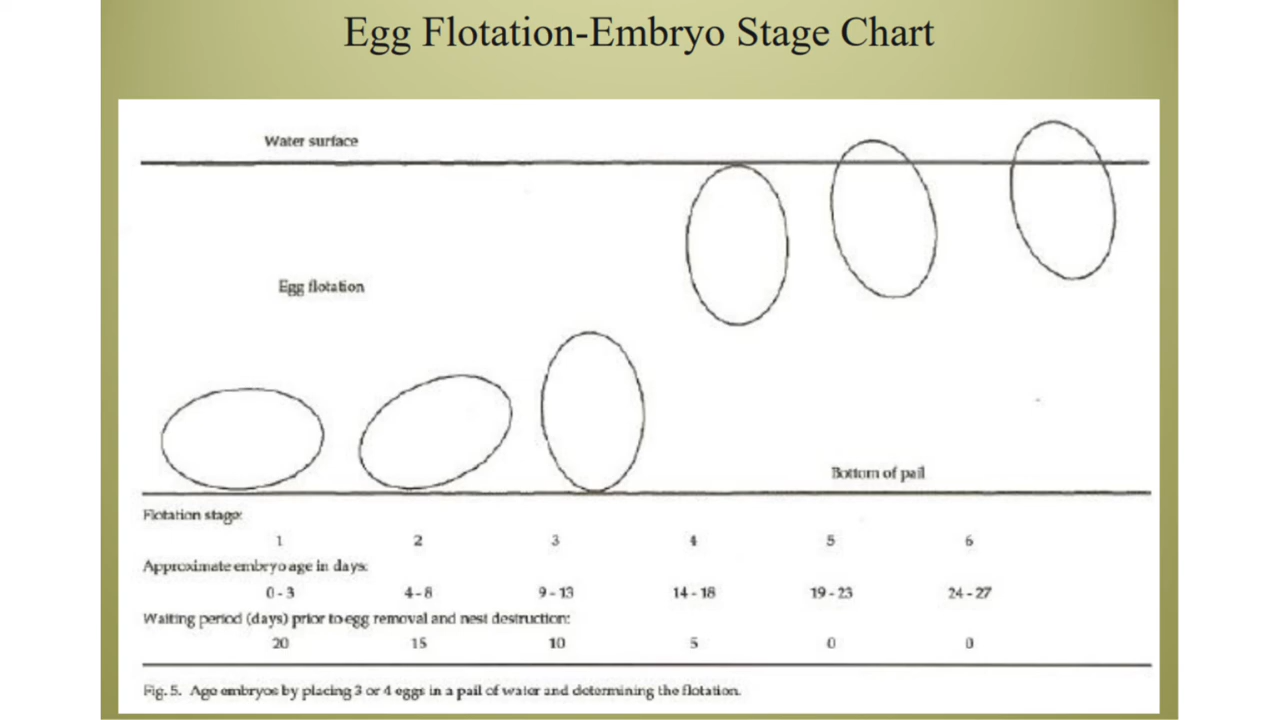 Egg Flotation-Embryo Stage Chart
Water surface
Egg flotation
Bottom of pail
Flotation stage:
1 2 3 4 5 6
Approximate embryo age in days:
0 - 3 4 - 8 9 - 13 14 - 18 19 - 23 24 - 27
Waiting period (days) prior to egg removal and nest destruction:
20 15 10 5 0 0
Fig. 5. Age embryos by placing 3 or 4 eggs in a pail of water and determining the flotation.